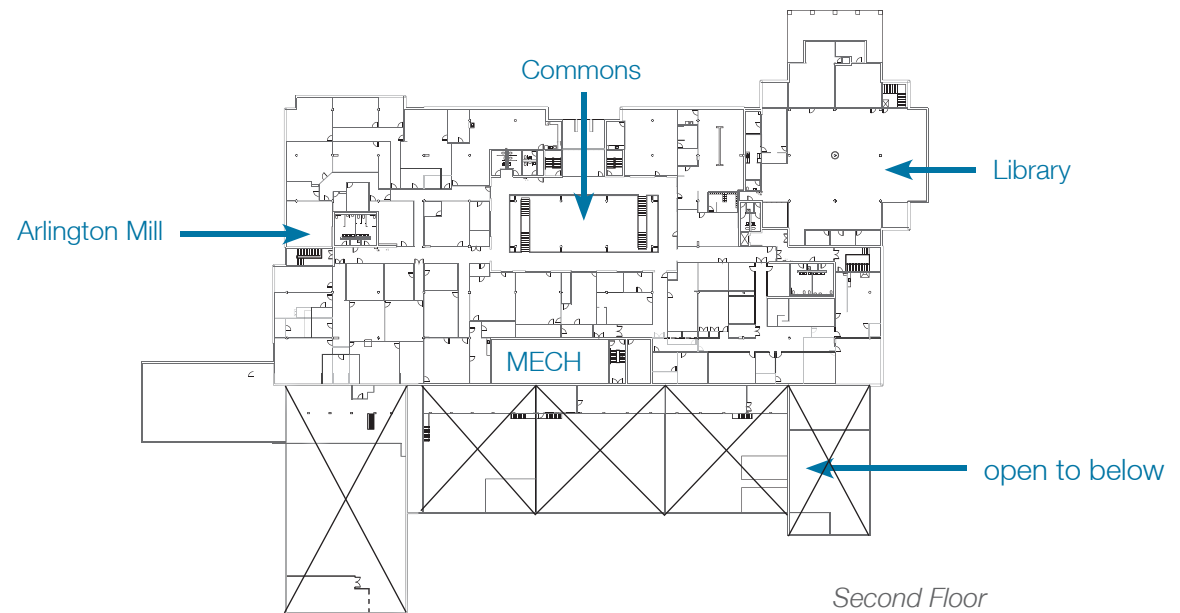 Commons
Library
Arlington Mill
MECH
open to below
Second Floor